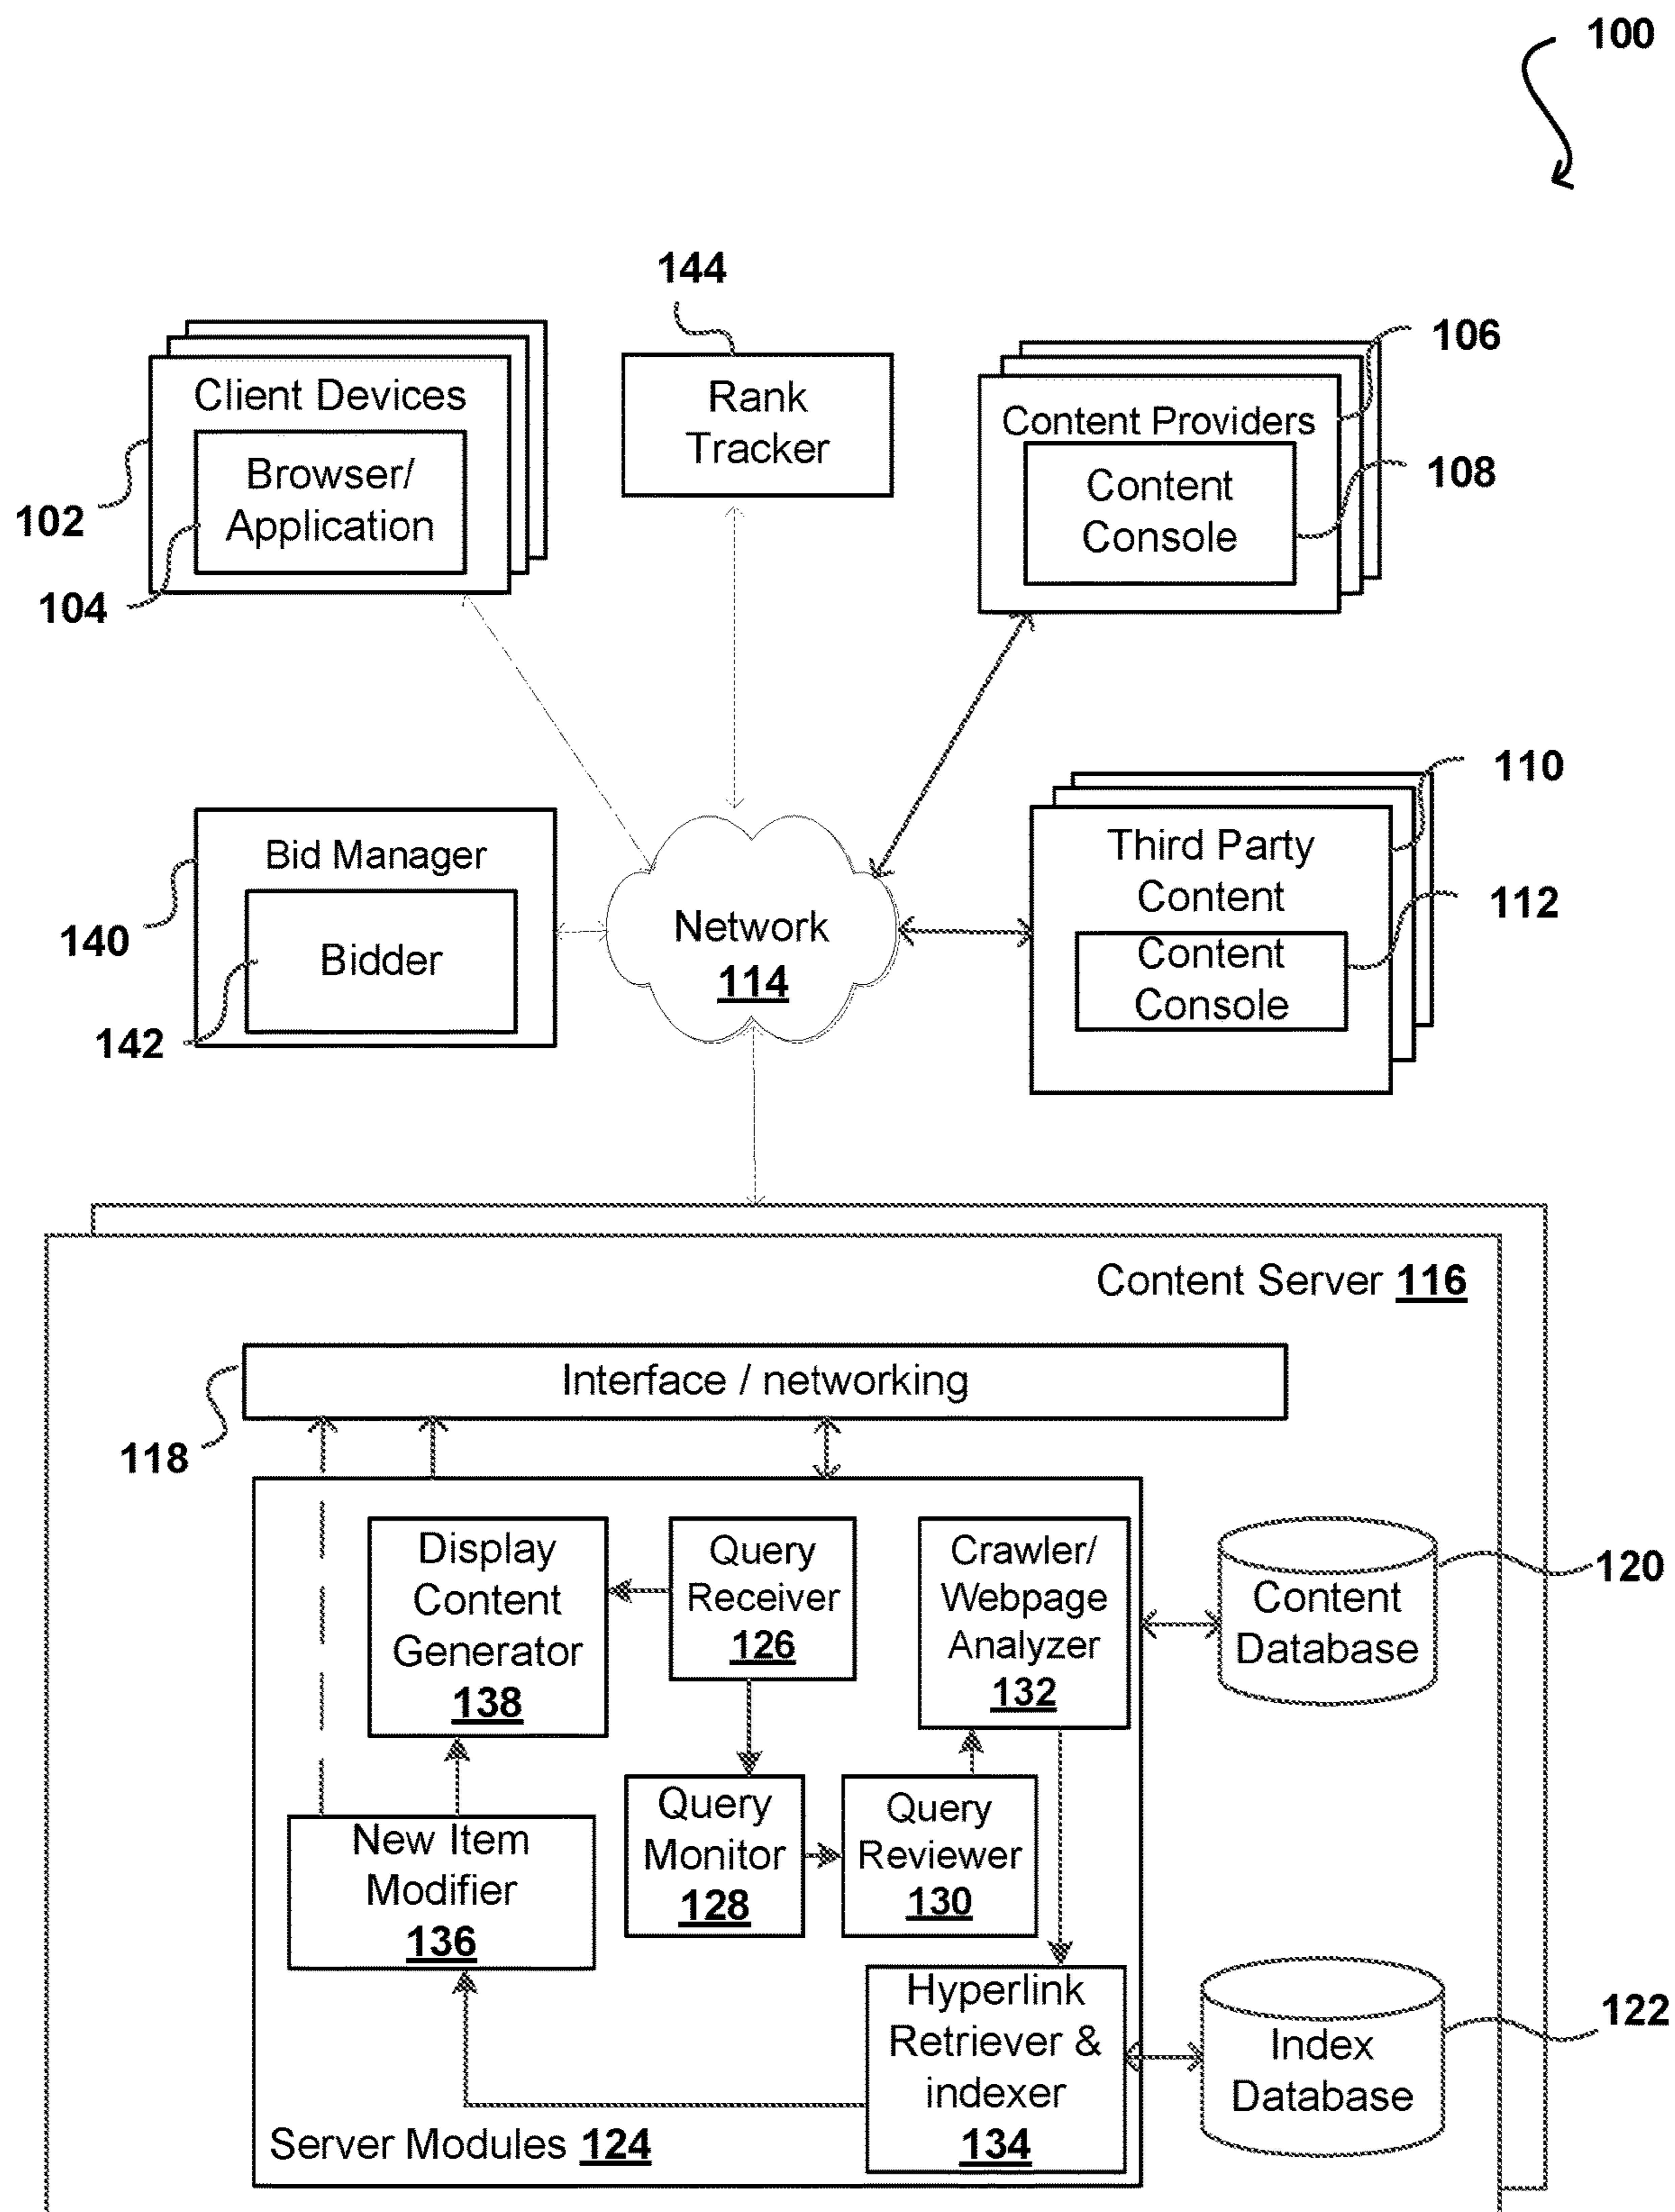 100
144
106
Client Devices
Rank
Tracker
Content Providers
Browser/
Application
Content
Console
108
102
104
110
Bid Manager
Third Party
Content
112
140
Bidder
Network
114
Content
Console
142
Content Server 116
Interface / networking
118
Display
Content
Generator
138
Query
Receiver
126
Crawler/
Webpage
Analyzer
132
Content
Database
120
New Item
Modifier
136
Query
Monitor
128
Query
Reviewer
130
Hyperlink
Retriever &
indexer
134
Index
Database
122
Server Modules 124